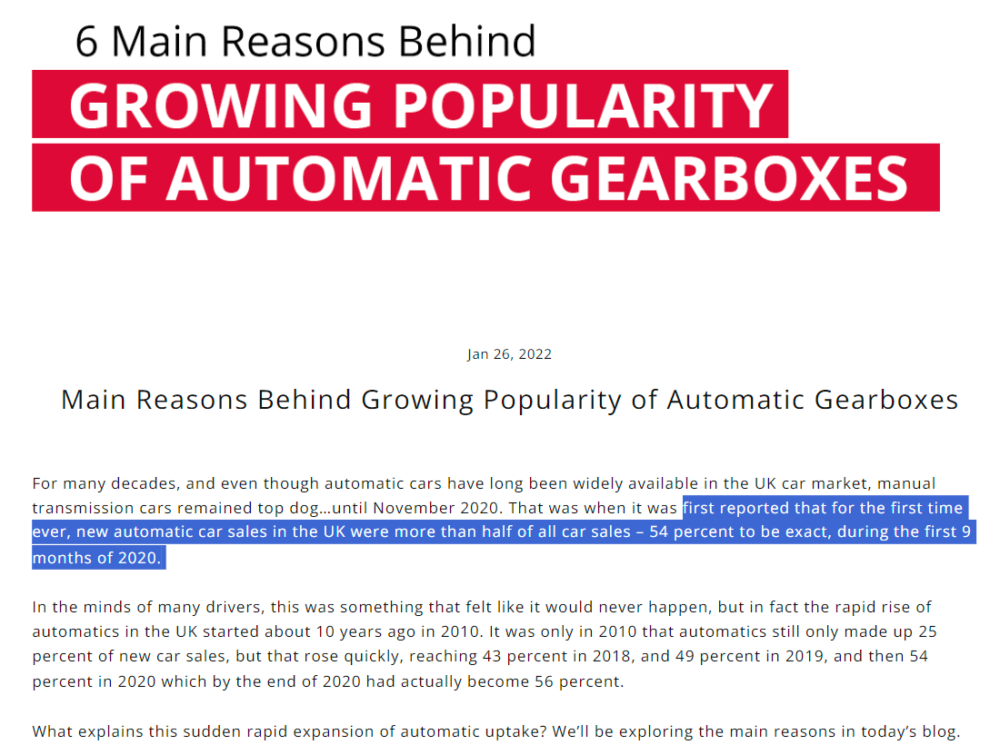 6 Main Reasons Behind
GROWING POPULARITY
OF AUTOMATIC GEARBOXES
Jan 26, 2022
Main Reasons Behind Growing Popularity of Automatic Gearboxes
For many decades, and even though automatic cars have long been widely available in the UK car market, manual
transmission cars remained top dog…until November 2020. That was when it was first reported that for the first time
ever, new automatic car sales in the UK were more than half of all car sales – 54 percent to be exact, during the first 9
months of 2020.
In the minds of many drivers, this was something that felt like it would never happen, but in fact the rapid rise of
automatics in the UK started about 10 years ago in 2010. It was only in 2010 that automatics still only made up 25
percent of new car sales, but that rose quickly, reaching 43 percent in 2018, and 49 percent in 2019, and then 54
percent in 2020 which by the end of 2020 had actually become 56 percent.
What explains this sudden rapid expansion of automatic uptake? We’ll be exploring the main reasons in today’s blog.